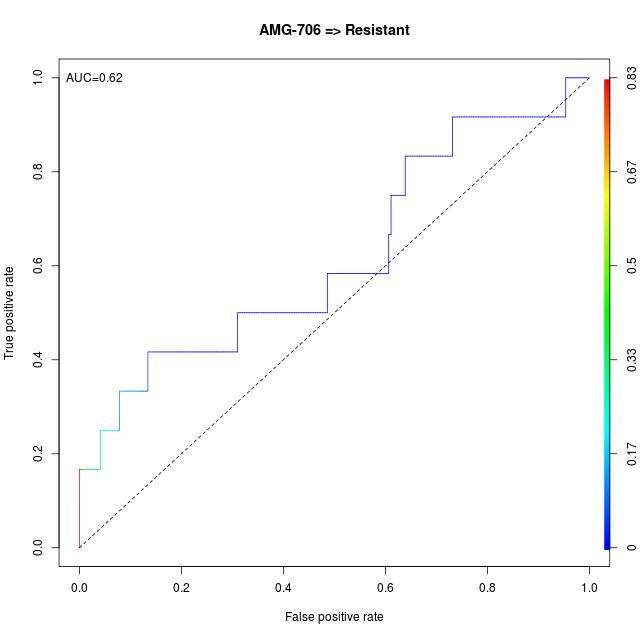 AMG-706 => Resistant
AUC=0.62
True positive rate
1.0
0.8
0.6
0.4
0.2
0.0
0.0 0.2 0.4 0.6 0.8 1.0
False positive rate
0.83
0.67
0.5
0.33
0.17
0